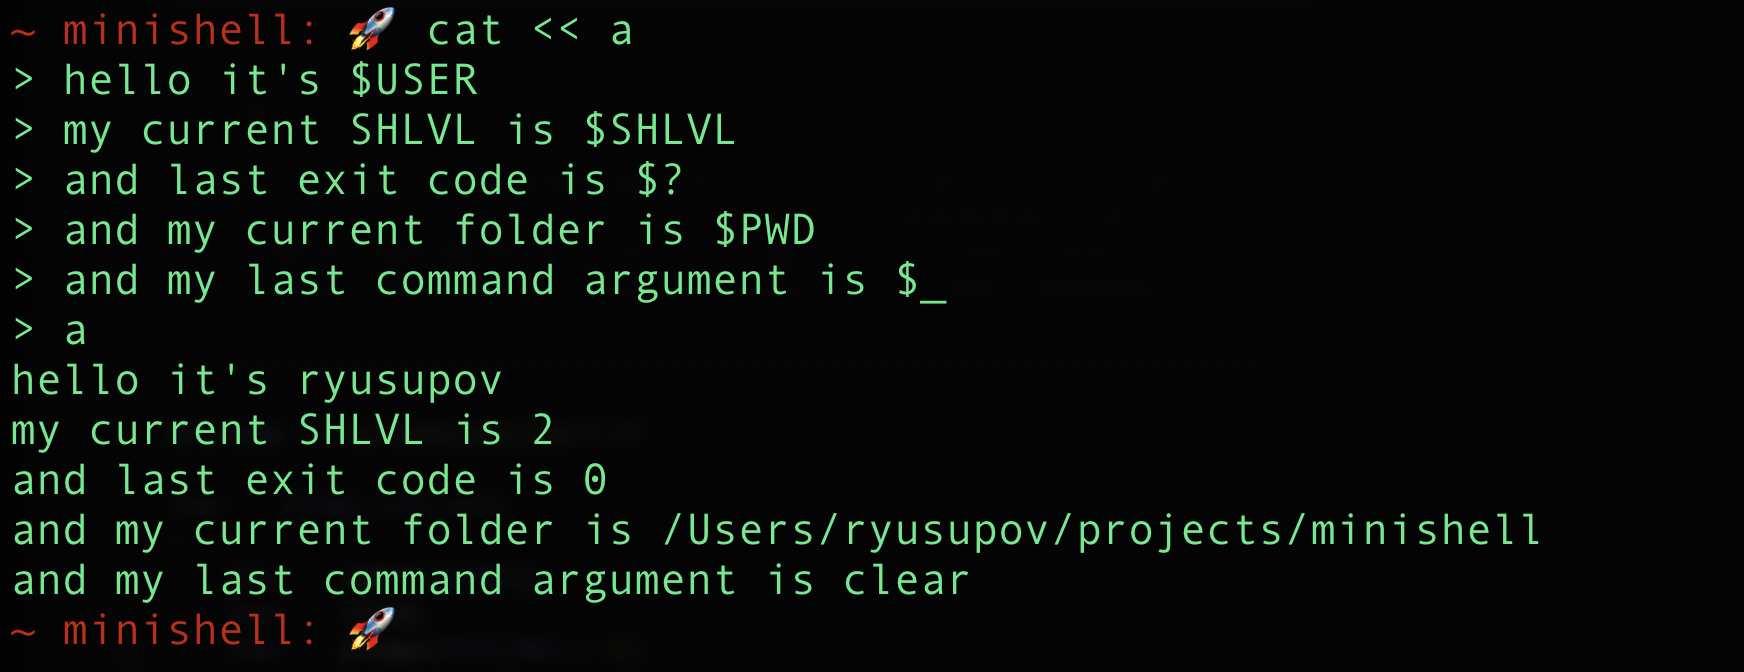 ~ minishell: 🚀 cat << a
> hello it's $USER
> my current SHLVL is $SHLVL
> and last exit code is $?
> and my current folder is $PWD
> and my last command argument is $_
> a
hello it's ryusupov
my current SHLVL is 2
and last exit code is 0
and my current folder is /Users/ryusupov/projects/minishell
and my last command argument is clear
~ minishell: 🚀